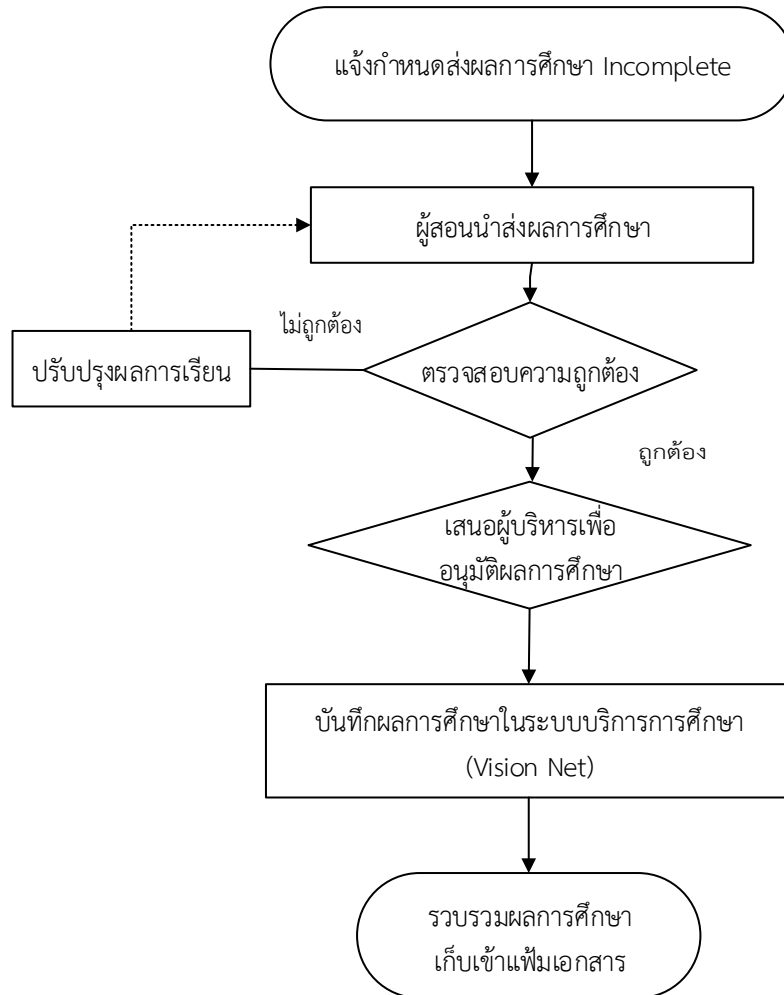 แจ้งกำหนดส่งผลการศึกษา Incomplete
ผู้สอนนำส่งผลการศึกษา
ไม่ถูกต้อง
ปรับปรุงผลการเรียน
ตรวจสอบความถูกต้อง
ถูกต้อง
เสนอผู้บริหารเพื่อ
อนุมัติผลการศึกษา
บันทึกผลการศึกษาในระบบบริการการศึกษา
(Vision Net)
รวบรวมผลการศึกษา
เก็บเข้าแฟ้มเอกสาร